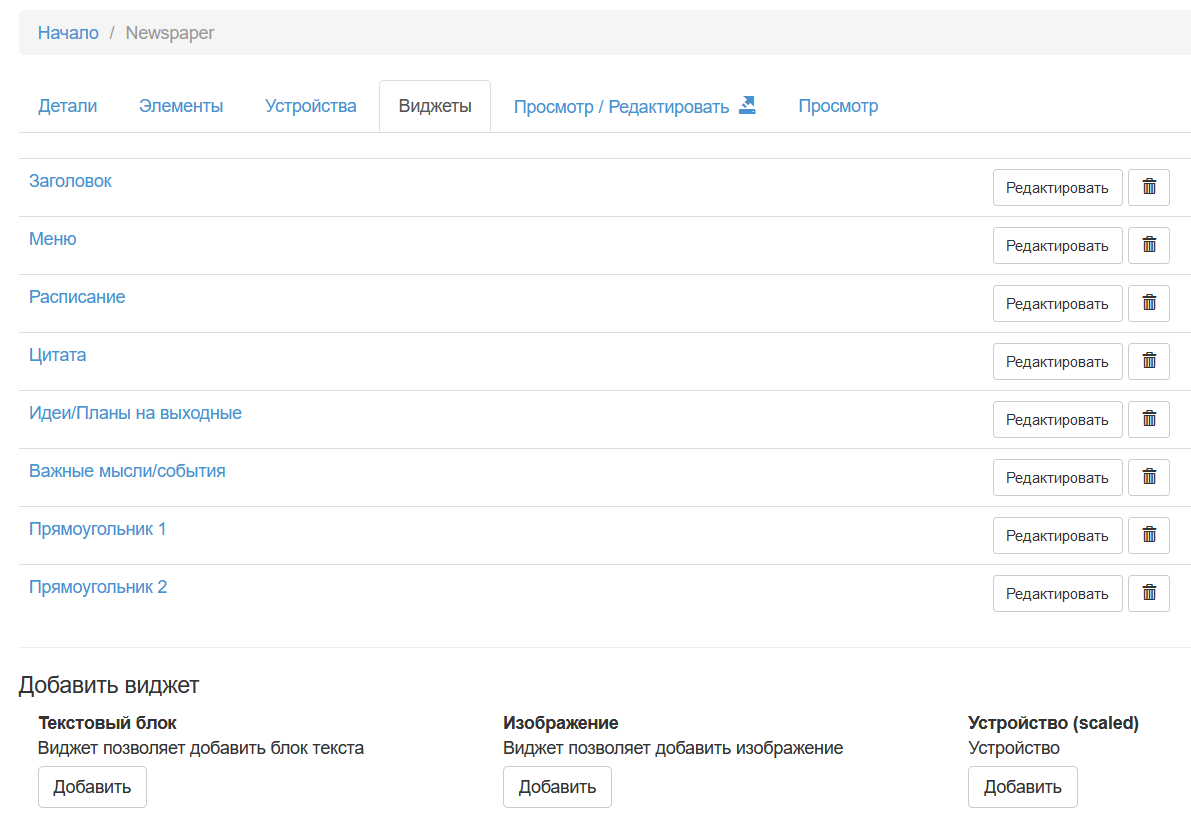 Начало / Newspaper
Детали Элементы Устройства Виджеты Просмотр / Редактировать Просмотр
Заголовок Редактировать
Меню Редактировать
Расписание Редактировать
Цитата Редактировать
Идеи/Планы на выходные Редактировать
Важные мысли/события Редактировать
Прямоугольник 1 Редактировать
Прямоугольник 2 Редактировать
Добавить виджет
Текстовый блок Изображение Устройство (scaled)
Виджет позволяет добавить блок текста Виджет позволяет добавить изображение Устройство
Добавить Добавить Добавить